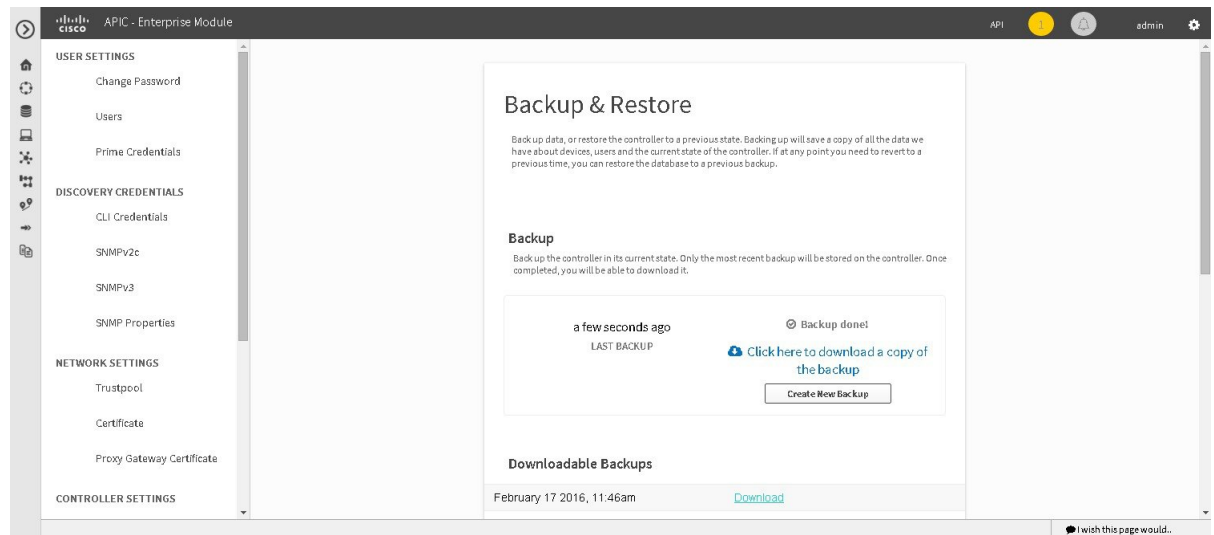 CISCO
APIC - Enterprise Module
API
1
admin
USER SETTINGS
Change Password
Users
Prime Credentials
DISCOVERY CREDENTIALS
CLI Credentials
SNMPv2c
SNMPv3
SNMP Properties
NETWORK SETTINGS
Trustpool
Certificate
Proxy Gateway Certificate
CONTROLLER SETTINGS
Backup & Restore
Back up data, or restore the controller to a previous state. Backing up will save a copy of all the data we
have about devices, users and the current state of the controller. If at any point you need to revert to a
previous time, you can restore the database to a previous backup.
Backup
Back up the controller in its current state. Only the most recent backup will be stored on the controller. Once
completed, you will be able to download it.
a few seconds ago
LAST BACKUP
Backup done!
Click here to download a copy of
the backup
Create New Backup
Downloadable Backups
February 17 2016, 11:46am
Download
I wish this page would..